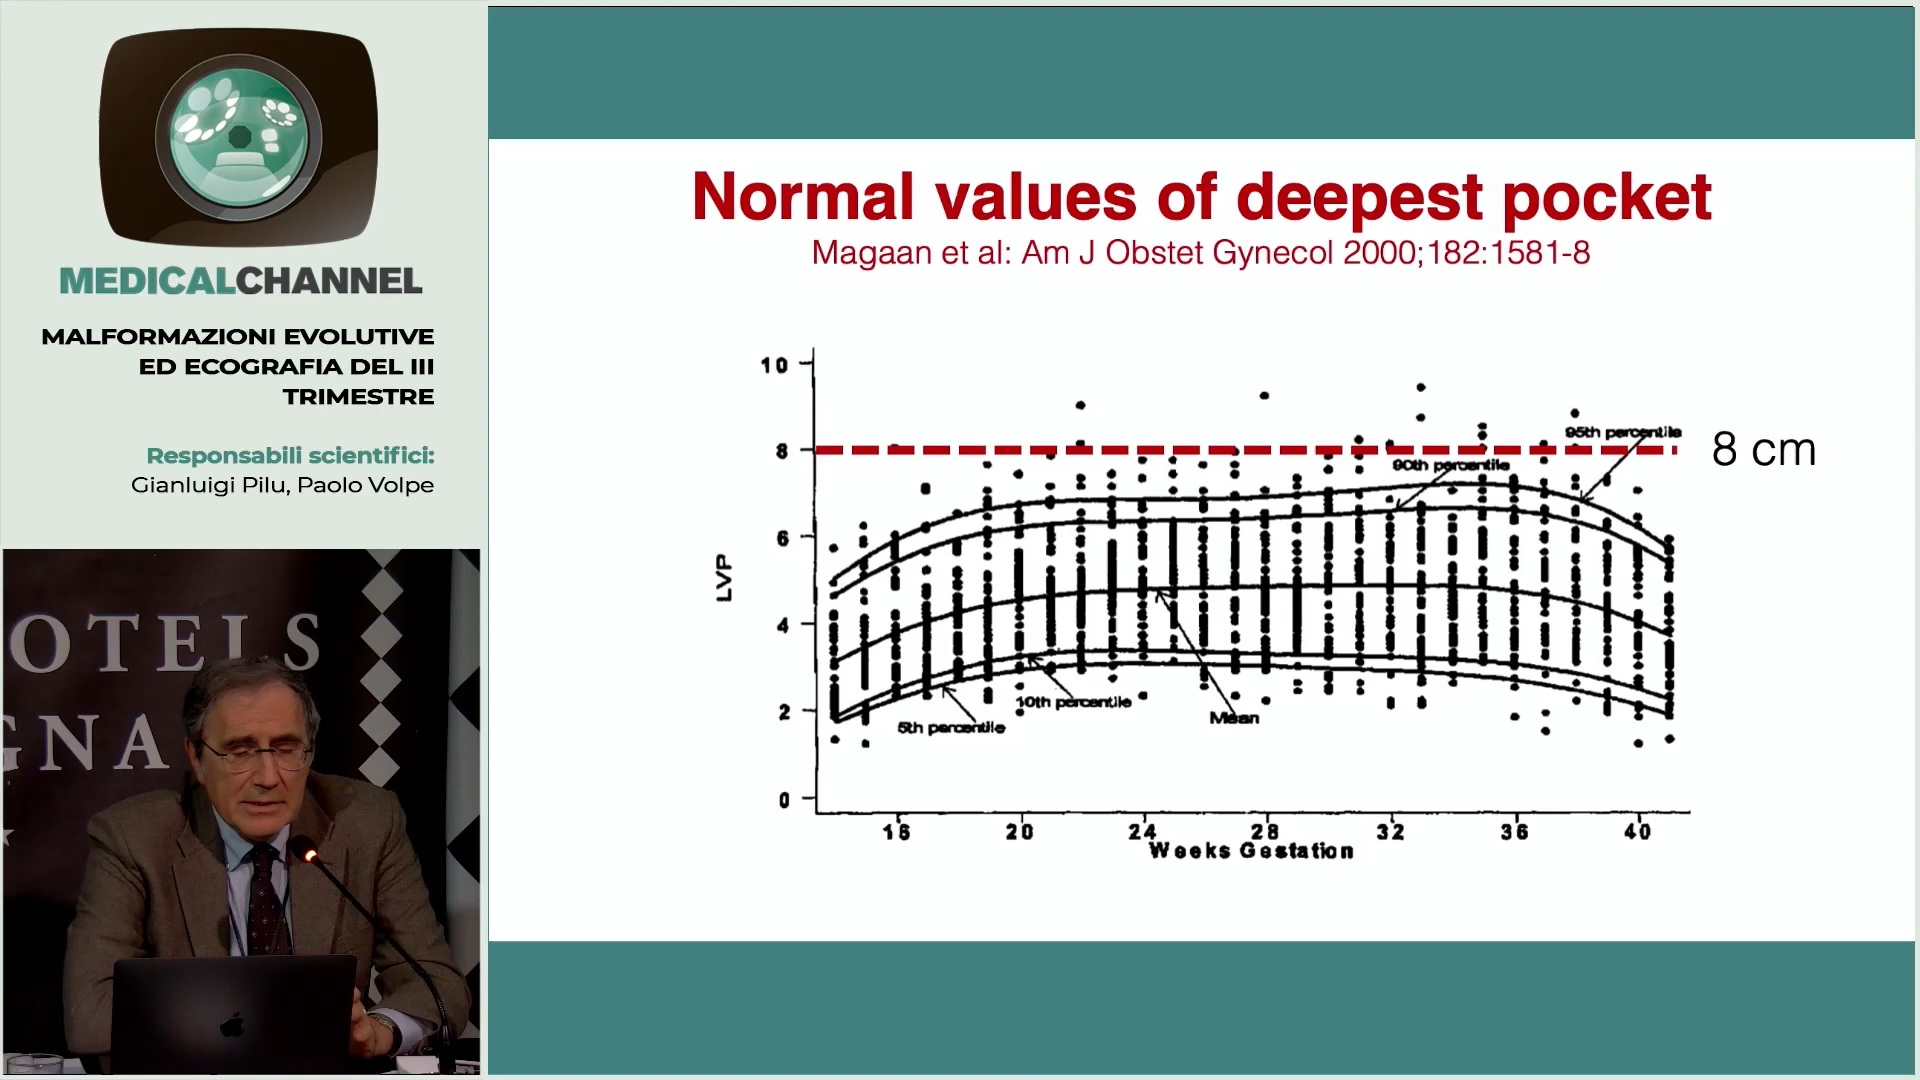 MEDICALCHANNEL
MALFORMAZIONI EVOLUTIVE
ED ECOGRAFIA DEL III
TRIMESTRE
Responsabili scientifici:
Gianluigi Pilu, Paolo Volpe
OTELS
GNA
Normal values of deepest pocket
Magaan et al: Am J Obstet Gynecol 2000;182:1581-8
10
8
6
4
2
0
LVP
95th percentile
90th percentile
10th percentile
5th percentile
Mean
8 cm
16 20 24 28 32 36 40
Weeks Gestation